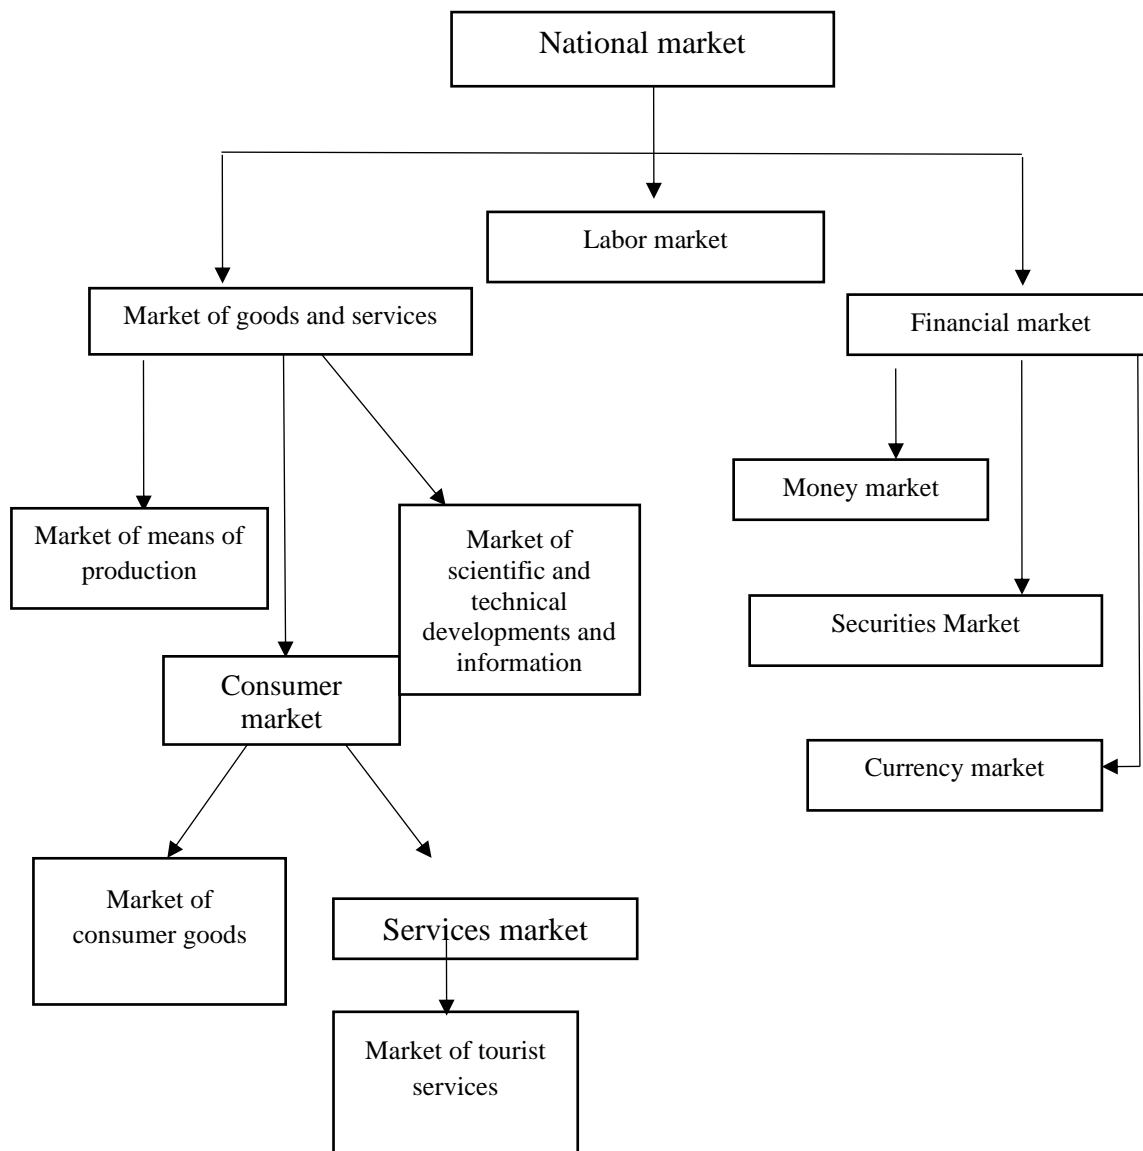 National market
Labor market
Market of goods and services
Financial market
Money market
Market of means of
production
Market of
scientific and
technical
developments and
information
Securities Market
Consumer
market
Currency market
Market of
consumer goods
Services market
Market of tourist
services